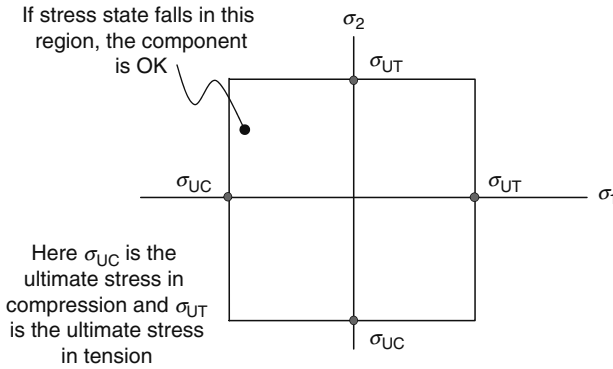 If stress state falls in this
region, the component
is OK
σ2
σUT
σUC
σUT
σ1
Here σUC is the
ultimate stress in
compression and σUT
is the ultimate stress
in tension
σUC